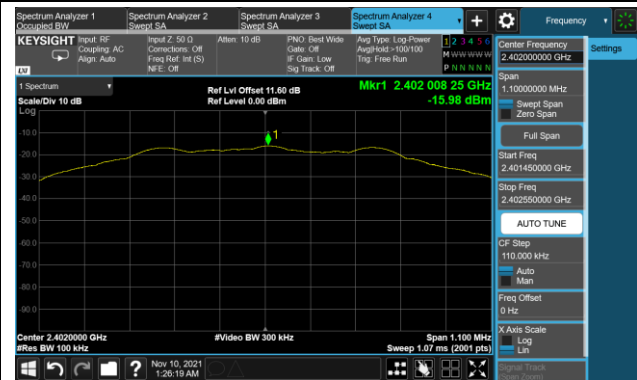 Spectrum Analyzer 1
Occupied BW
Spectrum Analyzer 2
Swept SA
Spectrum Analyzer 3
Swept SA
Spectrum Analyzer 4
Swept SA
Frequency
KEYSIGHT
Input: RF
Coupling: AC
Align: Auto
Input Z: 50 Ω
Corrections: Off
Freq Ref: Int (S)
NFE: Off
Atten: 10 dB
PNO: Best Wide
Gate: Off
IF Gain: Low
Sig Track: Off
Avg Type: Log-Power
Avg|Hold:>100/100
Trig: Free Run
1 2 3 4 5 6
M W W W W W
P N N N N N
LXI
1 Spectrum
Scale/Div 10 dB
Log
Ref Lvl Offset 11.60 dB
Ref Level 0.00 dBm
Mkr1 2.402 008 25 GHz
-15.98 dBm
1
-10.0
-20.0
-30.0
-40.0
-50.0
-60.0
-70.0
-80.0
-90.0
Center 2.4020000 GHz
#Res BW 100 kHz
#Video BW 300 kHz
Span 1.100 MHz
Sweep 1.07 ms (2001 pts)
Nov 10, 2021
1:26:19 AM
Center Frequency
2.402000000 GHz
Settings
Span
1.10000000 MHz
Swept Span
Zero Span
Full Span
Start Freq
2.401450000 GHz
Stop Freq
2.402550000 GHz
AUTO TUNE
CF Step
110.000 kHz
Auto
Man
Freq Offset
0 Hz
X Axis Scale
Log
Lin
Signal Track
(Span Zoom)